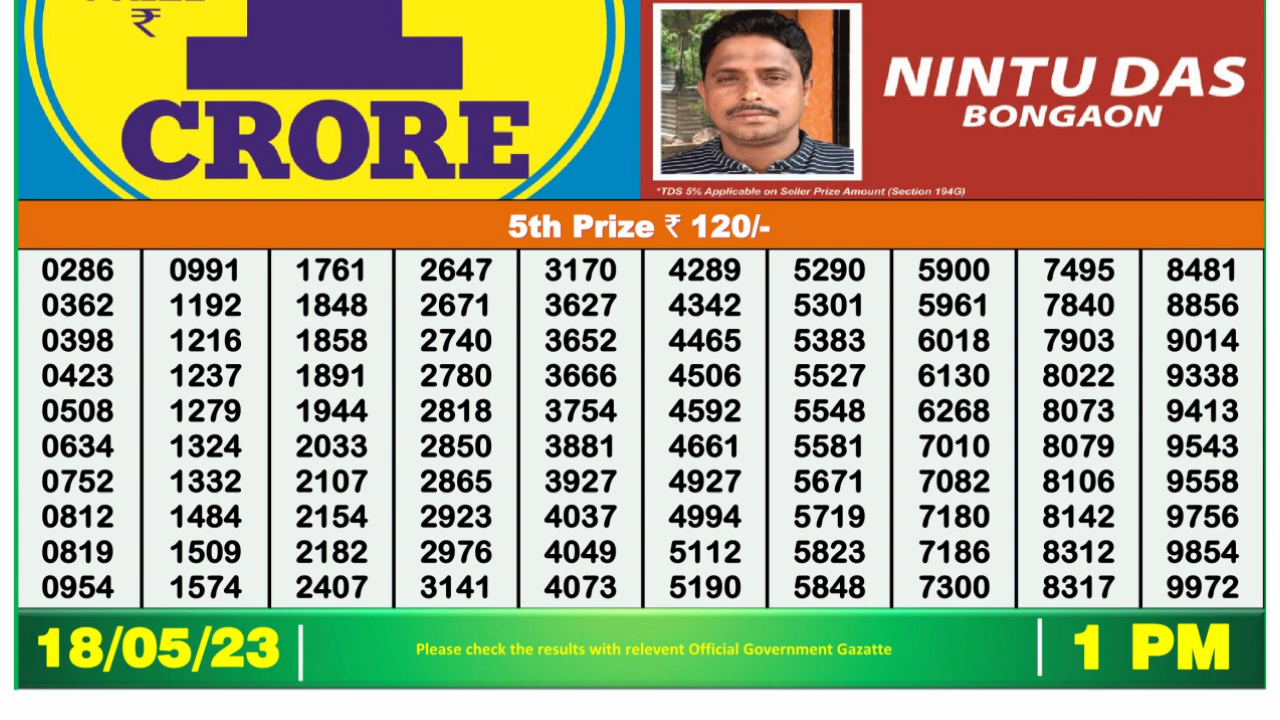 ₹
1
CRORE
NINTU DAS
BONGAON
*TDS 5% Applicable on Seller Prize Amount (Section 194G)
5th Prize ₹ 120/-
0286 0991 1761 2647 3170 4289 5290 5900 7495 8481
0362 1192 1848 2671 3627 4342 5301 5961 7840 8856
0398 1216 1858 2740 3652 4465 5383 6018 7903 9014
0423 1237 1891 2780 3666 4506 5527 6130 8022 9338
0508 1279 1944 2818 3754 4592 5548 6268 8073 9413
0634 1324 2033 2850 3881 4661 5581 7010 8079 9543
0752 1332 2107 2865 3927 4927 5671 7082 8106 9558
0812 1484 2154 2923 4037 4994 5719 7180 8142 9756
0819 1509 2182 2976 4049 5112 5823 7186 8312 9854
0954 1574 2407 3141 4073 5190 5848 7300 8317 9972
18/05/23 Please check the results with relevent Official Government Gazatte 1 PM